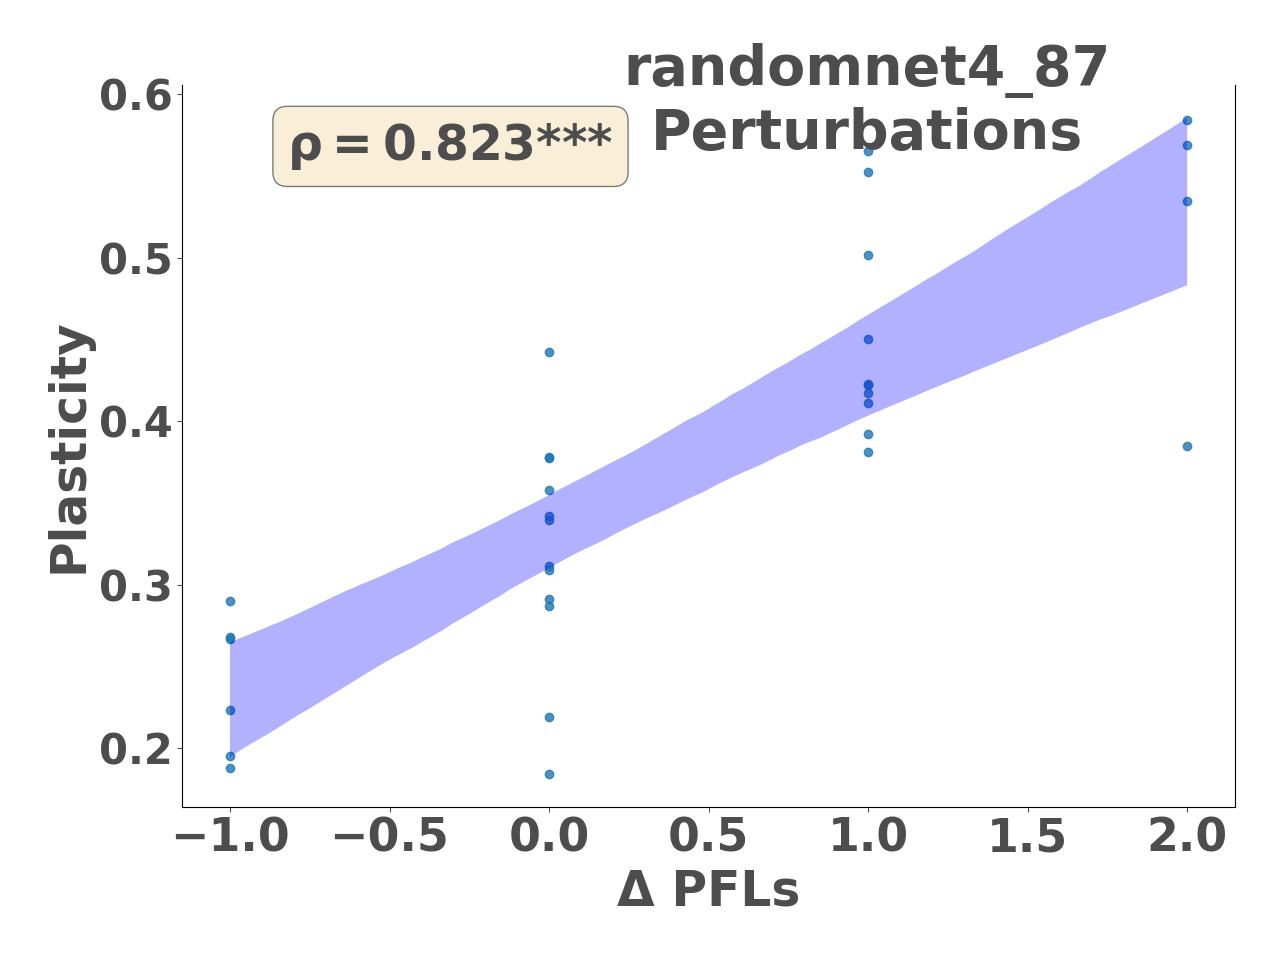 randomnet4_87
Perturbations
ρ = 0.823***
0.6
0.5
0.4
0.3
0.2
Plasticity
−1.0 −0.5 0.0 0.5 1.0 1.5 2.0
Δ PFLs